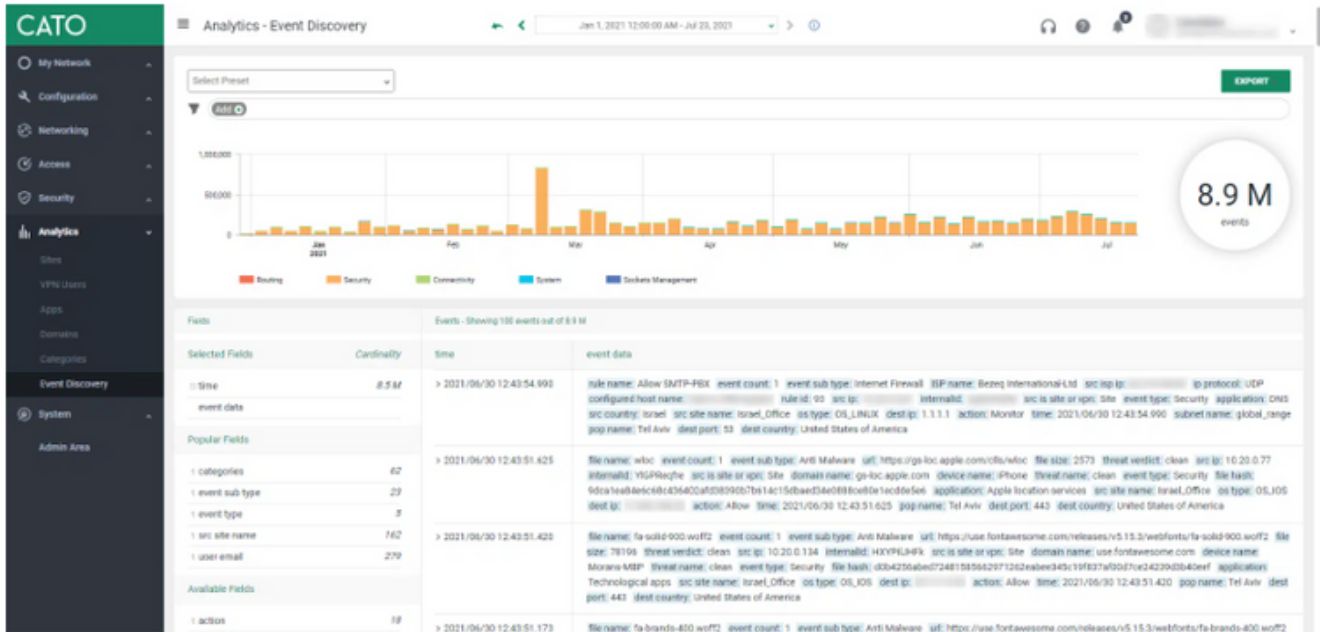 CATO
Analytics - Event Discovery
Jan 1, 2021 12:00:00 AM - Jul 23, 2021
My Network
Configuration
Networking
Access
Security
Analytics
Sites
VPN Users
Apps
Domains
Categories
Event Discovery
System
Admin Area
Select Preset
EXPORT
Add
1,000,000
500,000
0
Jan
2021
Feb
Mar
Apr
May
Jun
Jul
8.9 M
events
Routing
Security
Connectivity
System
Sockets Management
Fields
Events - Showing 100 events out of 8.9 M
Selected Fields
Cardinality
time
event data
time
8.5 M
event data
Popular Fields
categories
62
event sub type
23
event type
5
src site name
162
user email
279
Available Fields
action
18
> 2021/06/30 12:43:54.990
rule name: Allow SMTP-PBX event count: 1 event sub type: Internet Firewall ISP name: Bezeq International-Ltd src isp ip: ip protocol: UDP
configured host name: rule id: 93 src ip: internalId: src is site or vpn: Site event type: Security application: DNS
src country: Israel src site name: Israel_Office os type: OS_LINUX dest ip: 1.1.1.1 action: Monitor time: 2021/06/30 12:43:54.990 subnet name: global_range
pop name: Tel Aviv dest port: 53 dest country: United States of America
> 2021/06/30 12:43:51.625
file name: wloc event count: 1 event sub type: Anti Malware url: https://gs-loc.apple.com/clls/wloc file size: 2573 threat verdict: clean src ip: 10.20.0.77
internalId: src is site or vpn: Site domain name: gs-loc.apple.com device name: iPhone threat name: clean event type: Security file hash:
application: Apple location services src site name: Israel_Office os type: OS_IOS
dest ip: action: Allow time: 2021/06/30 12:43:51.625 pop name: Tel Aviv dest port: 443 dest country: United States of America
> 2021/06/30 12:43:51.420
file name: fa-solid-900.woff2 event count: 1 event sub type: Anti Malware url: https://use.fontawesome.com/releases/v5.15.3/webfonts/fa-solid-900.woff2 file
size: 78196 threat verdict: clean src ip: 10.20.0.134 internalId: src is site or vpn: Site domain name: use.fontawesome.com device name:
Morans-MBP threat name: clean event type: Security file hash: application:
Technological apps src site name: Israel_Office os type: OS_IOS dest ip: action: Allow time: 2021/06/30 12:43:51.420 pop name: Tel Aviv dest
port: 443 dest country: United States of America
> 2021/06/30 12:43:51.173
file name: fa-brands-400.woff2 event count: 1 event sub type: Anti Malware url: https://use.fontawesome.com/releases/v5.15.3/webfonts/fa-brands-400.woff2